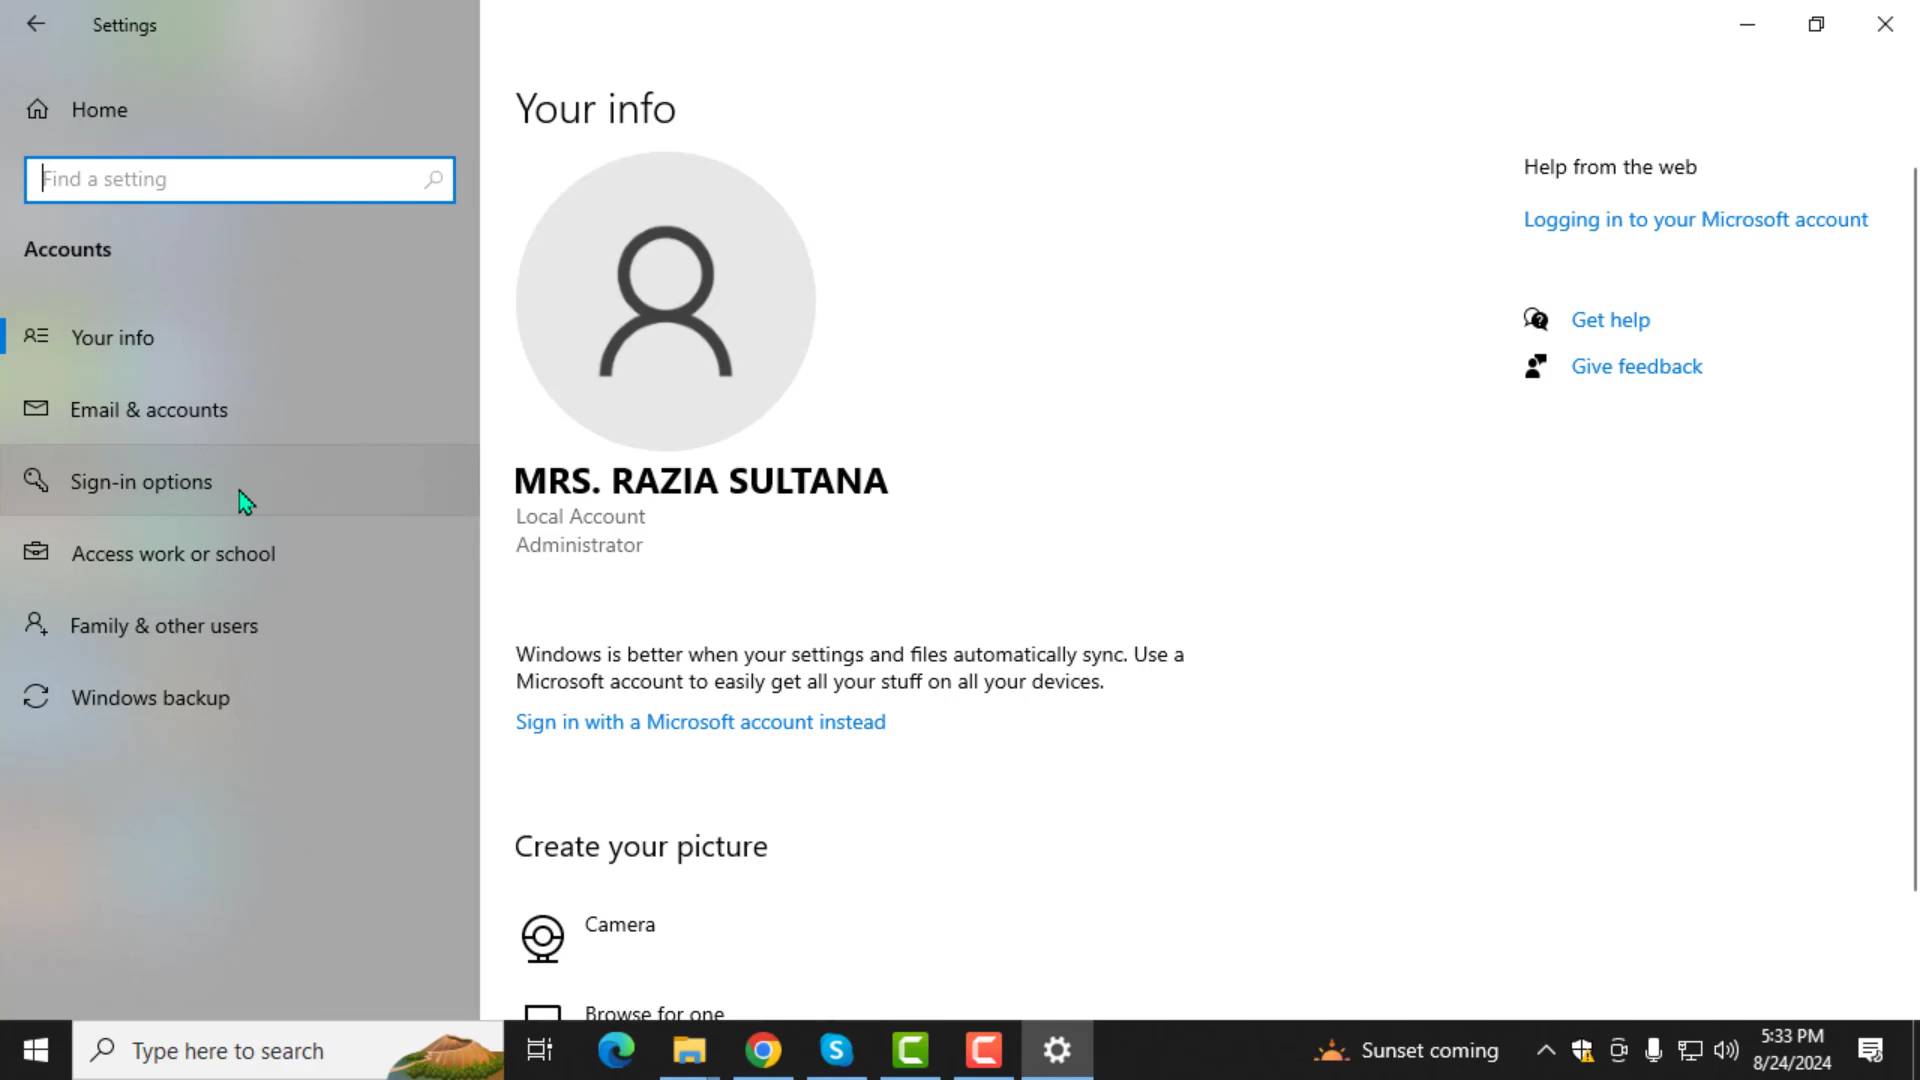 Settings
Home
Find a setting
Accounts
Your info
Email & accounts
Sign-in options
Access work or school
Family & other users
Windows backup
Your info
MRS. RAZIA SULTANA
Local Account
Administrator
Windows is better when your settings and files automatically sync. Use a
Microsoft account to easily get all your stuff on all your devices.
Sign in with a Microsoft account instead
Create your picture
Camera
Browse for one
Help from the web
Logging in to your Microsoft account
Get help
Give feedback
Type here to search
Sunset coming
5:33 PM
8/24/2024